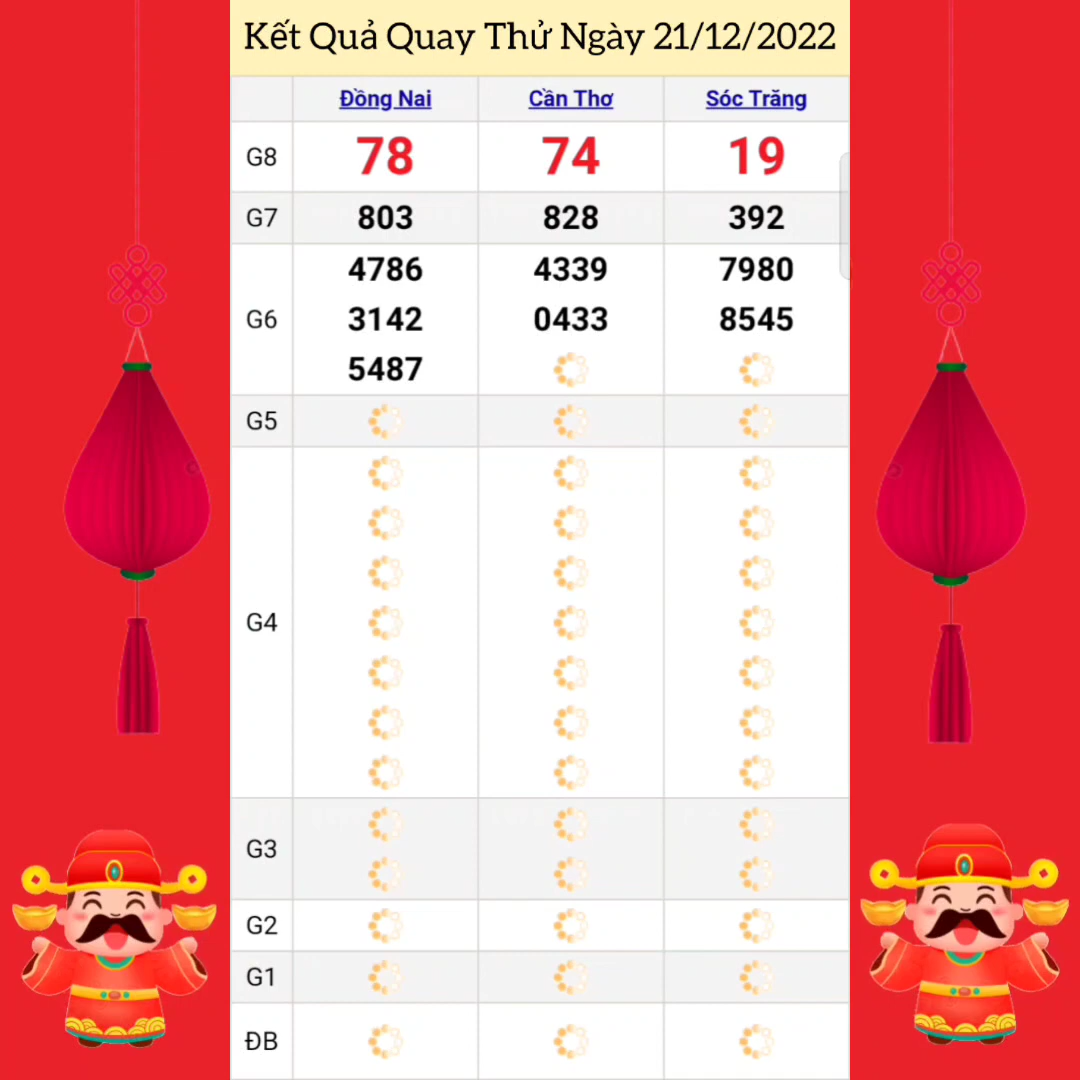 Kết Quả Quay Thử Ngày 21/12/2022
Đồng Nai Cần Thơ Sóc Trăng
G8 78 74 19
G7 803 828 392
4786 4339 7980
G6 3142 0433 8545
5487
G5
G4
G3
G2
G1
ĐB